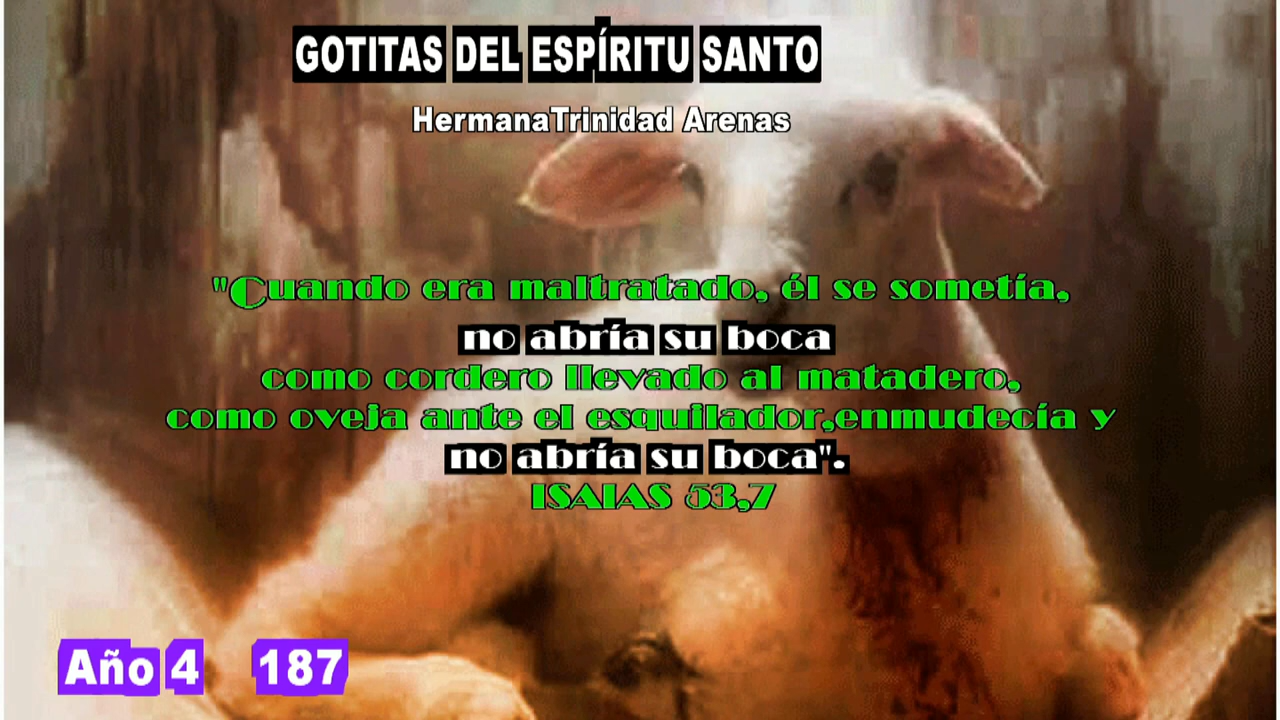 GOTITAS DEL ESPÍRITU SANTO
HermanaTrinidad Arenas
"Cuando era maltratado, él se sometía,
no abría su boca
como cordero llevado al matadero,
como oveja ante el esquilador,enmudecía y
no abría su boca".
ISAIAS 53,7
Año 4 187